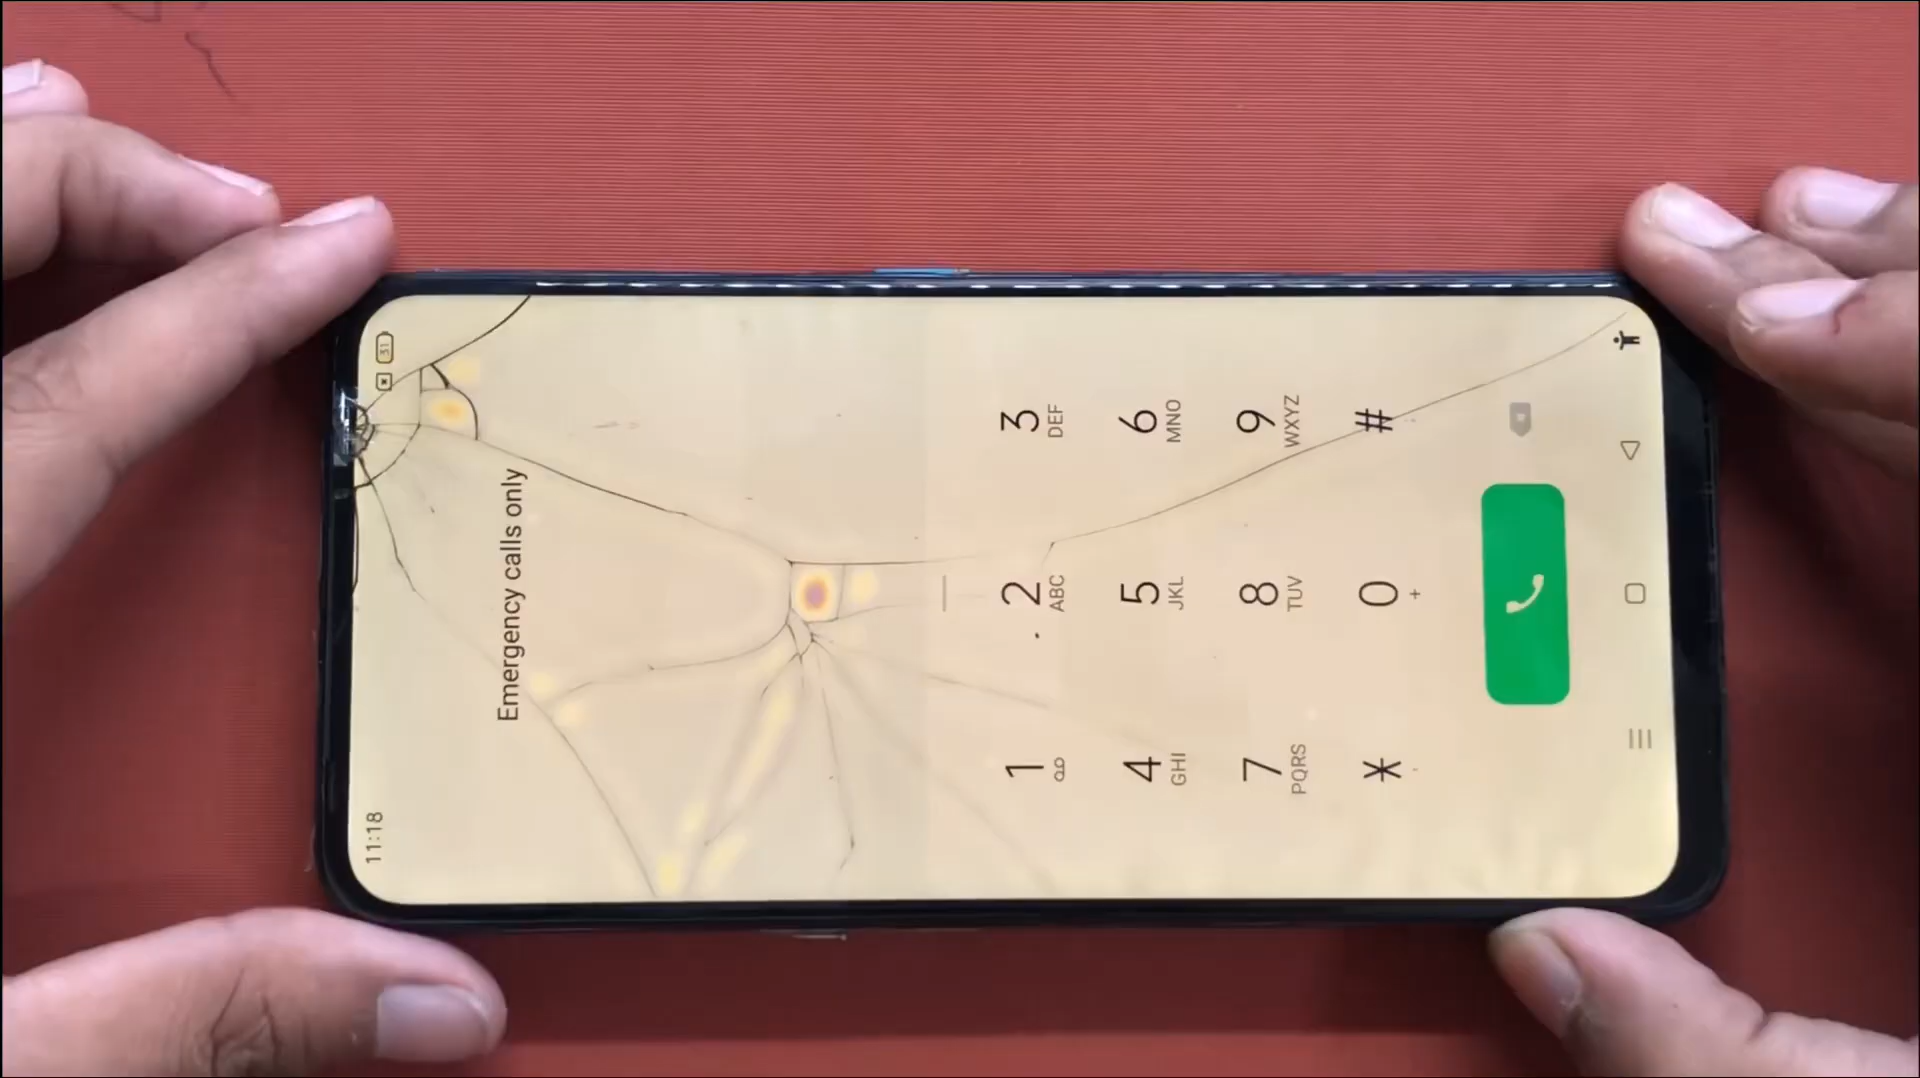 11:18
31
Emergency calls only
1
2 ABC
3 DEF
4 GHI
5 JKL
6 MNO
7 PQRS
8 TUV
9 WXYZ
*
0 +
#